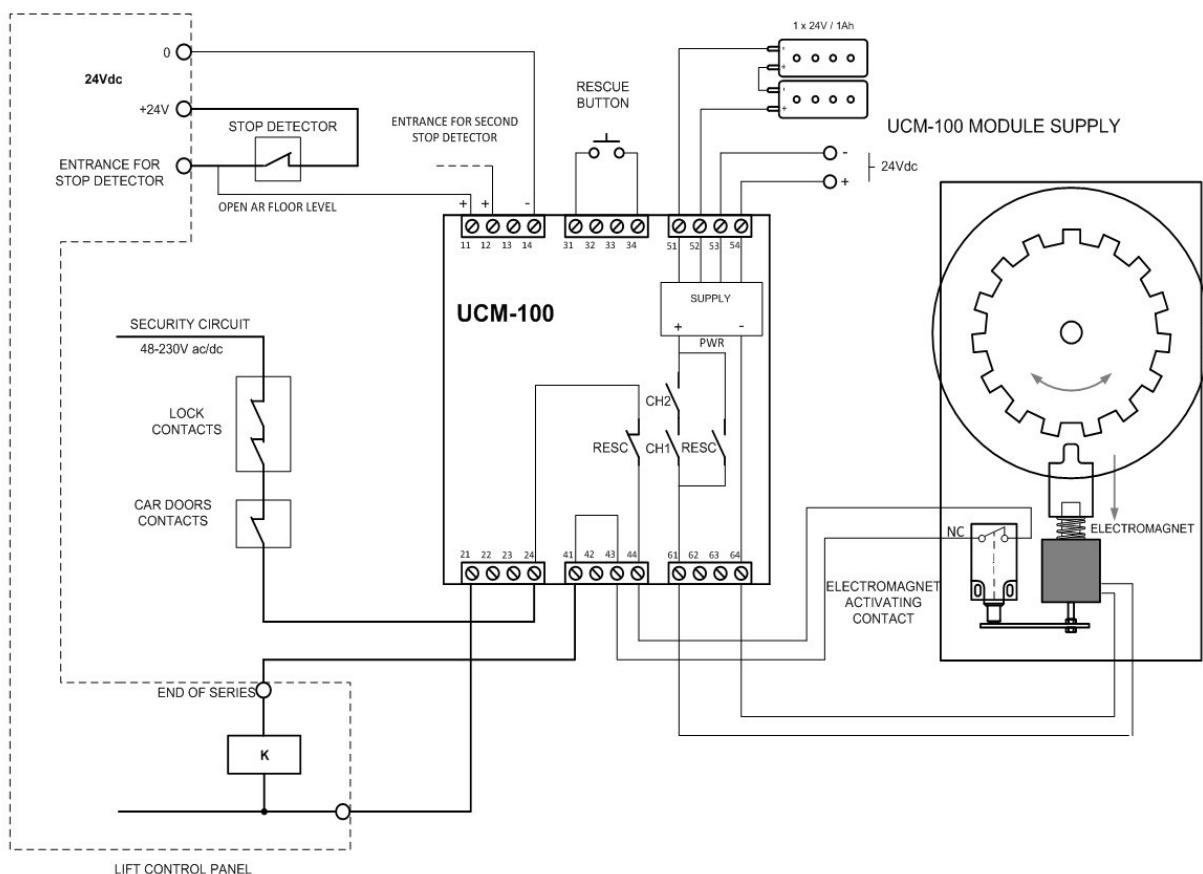 1 x 24V / 1Ah
- + - +
0
24Vdc
+24V
STOP DETECTOR
ENTRANCE FOR
STOP DETECTOR
OPEN AR FLOOR LEVEL
ENTRANCE FOR SECOND
STOP DETECTOR
RESCUE
BUTTON
UCM-100 MODULE SUPPLY
-
24Vdc
+
+ + -
11 12 13 14
31 32 33 34
51 52 53 54
UCM-100
SUPPLY
+ -
PWR
CH2
RESC CH1 RESC
SECURITY CIRCUIT
48-230V ac/dc
LOCK
CONTACTS
CAR DOORS
CONTACTS
21 22 23 24
41 42 43 44
61 62 63 64
NC
ELECTROMAGNET
ELECTROMAGNET
ACTIVATING
CONTACT
END OF SERIES
K
LIFT CONTROL PANEL